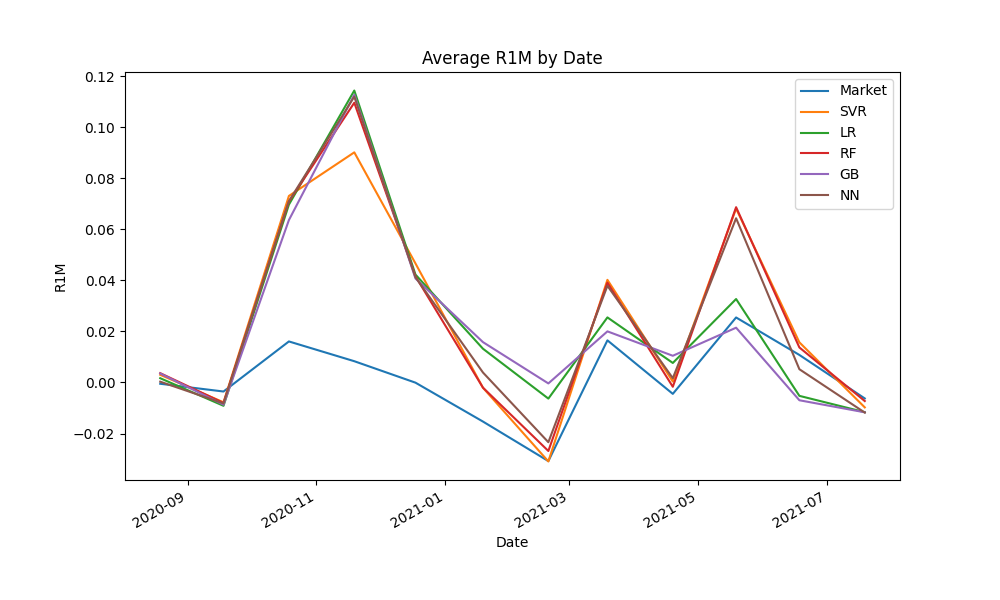 Average R1M by Date
0.12
0.10
0.08
0.06
0.04
0.02
0.00
−0.02
R1M
Market
SVR
LR
RF
GB
NN
2020-09
2020-11
2021-01
2021-03
2021-05
2021-07
Date